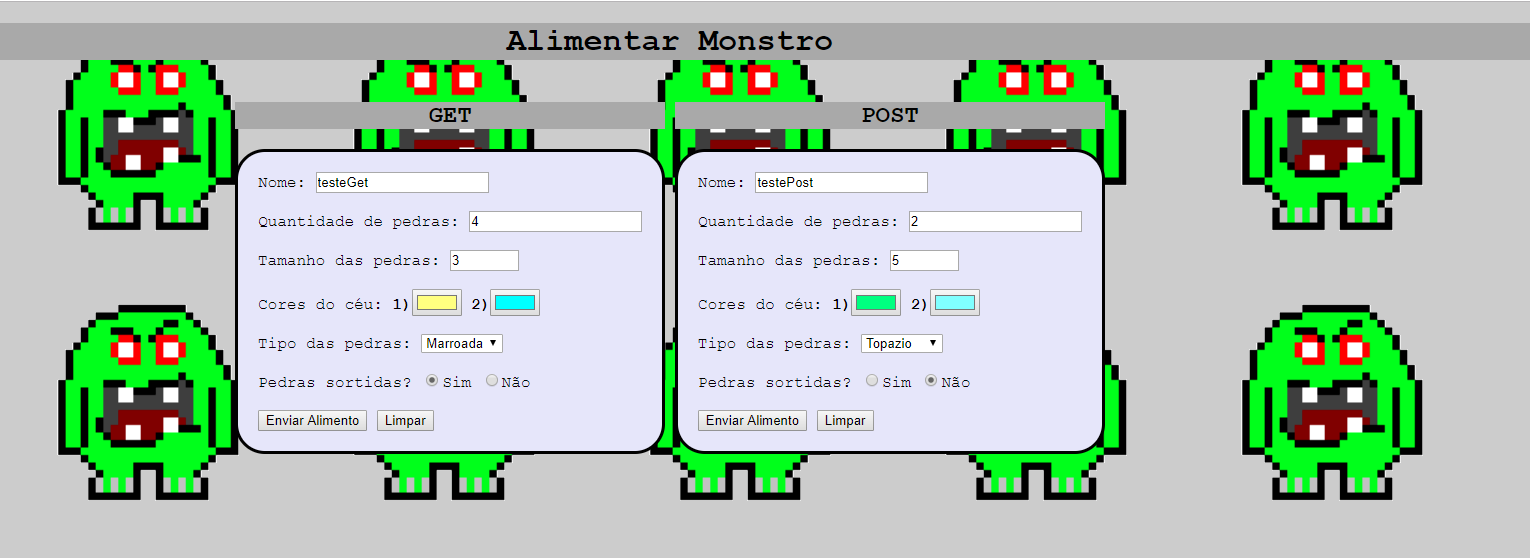 Alimentar Monstro
GET
Nome: testeGet
Quantidade de pedras: 4
Tamanho das pedras: 3
Cores do céu: 1) 2)
Tipo das pedras: Marroada
Pedras sortidas? Sim Não
Enviar Alimento Limpar
POST
Nome: testePost
Quantidade de pedras: 2
Tamanho das pedras: 5
Cores do céu: 1) 2)
Tipo das pedras: Topazio
Pedras sortidas? Sim Não
Enviar Alimento Limpar